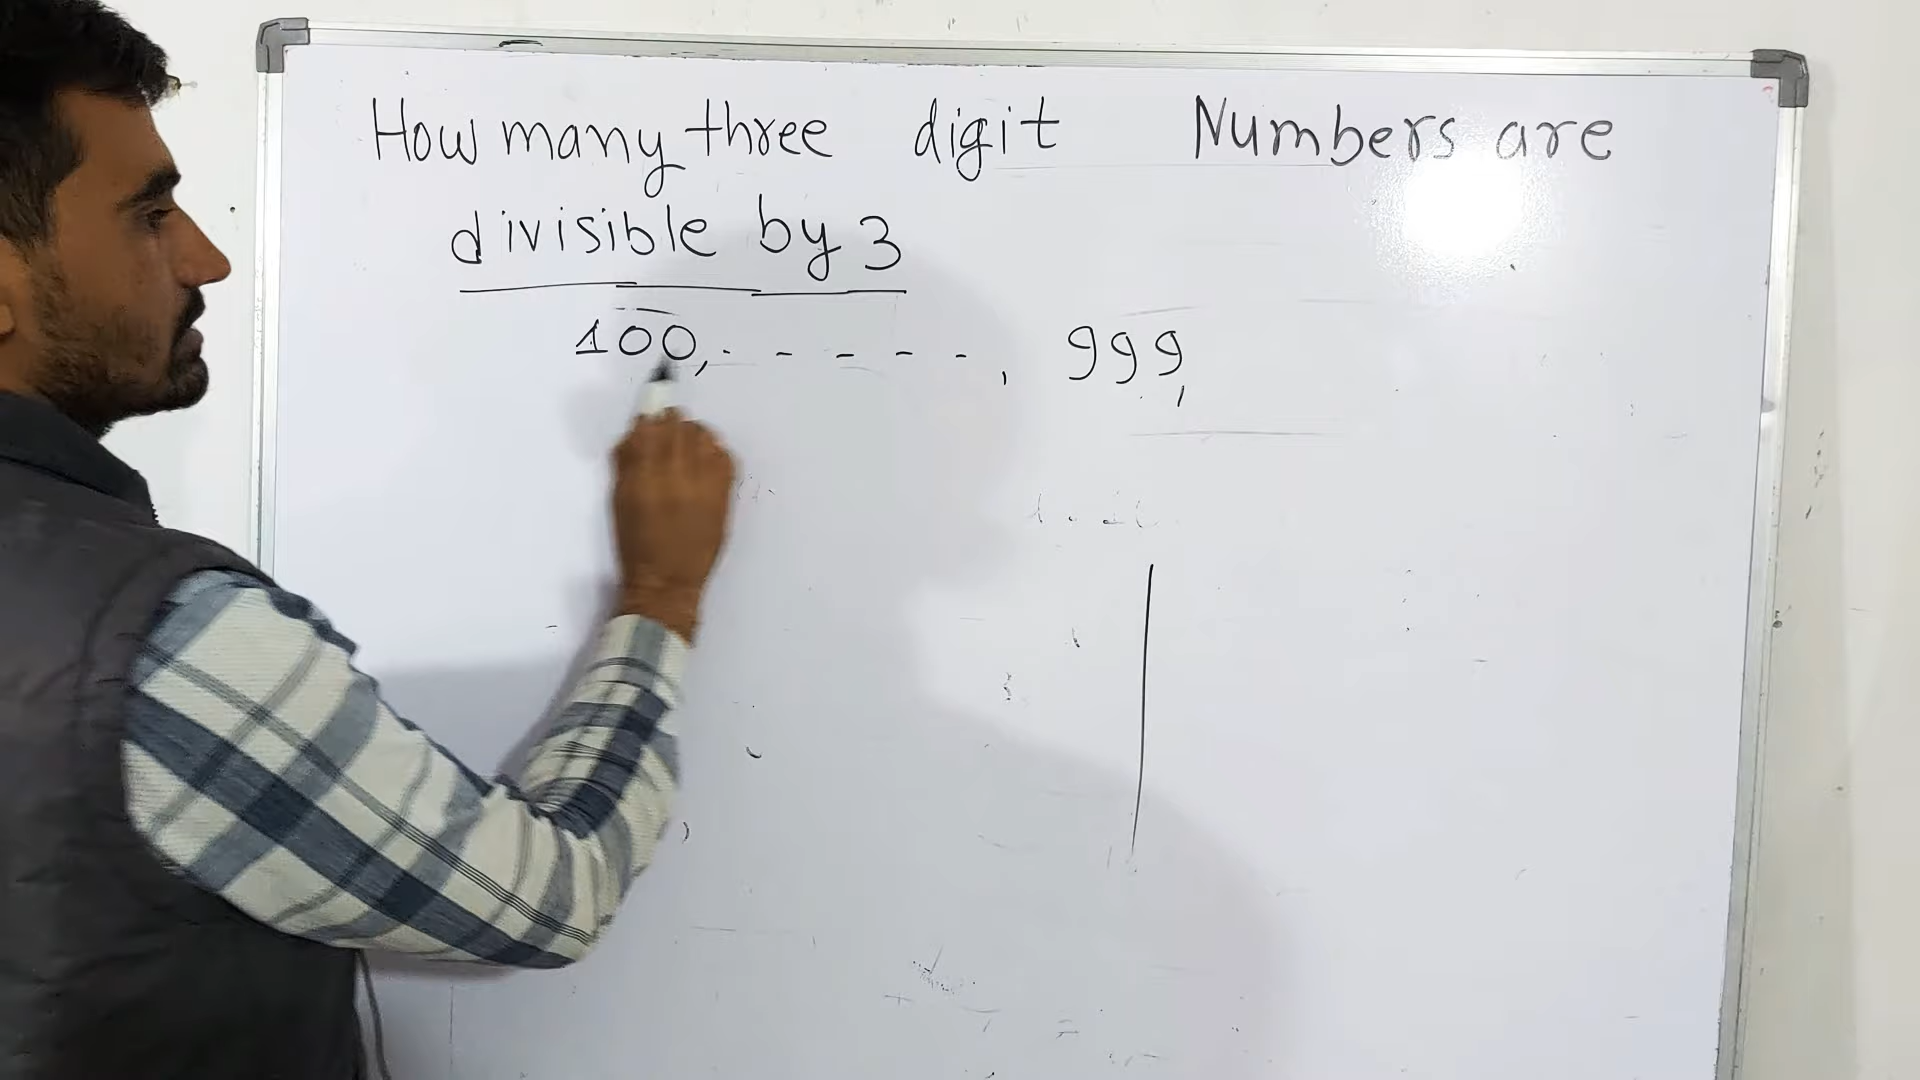 How many three digit Numbers are
divisible by 3
100, - - - - - , 999,